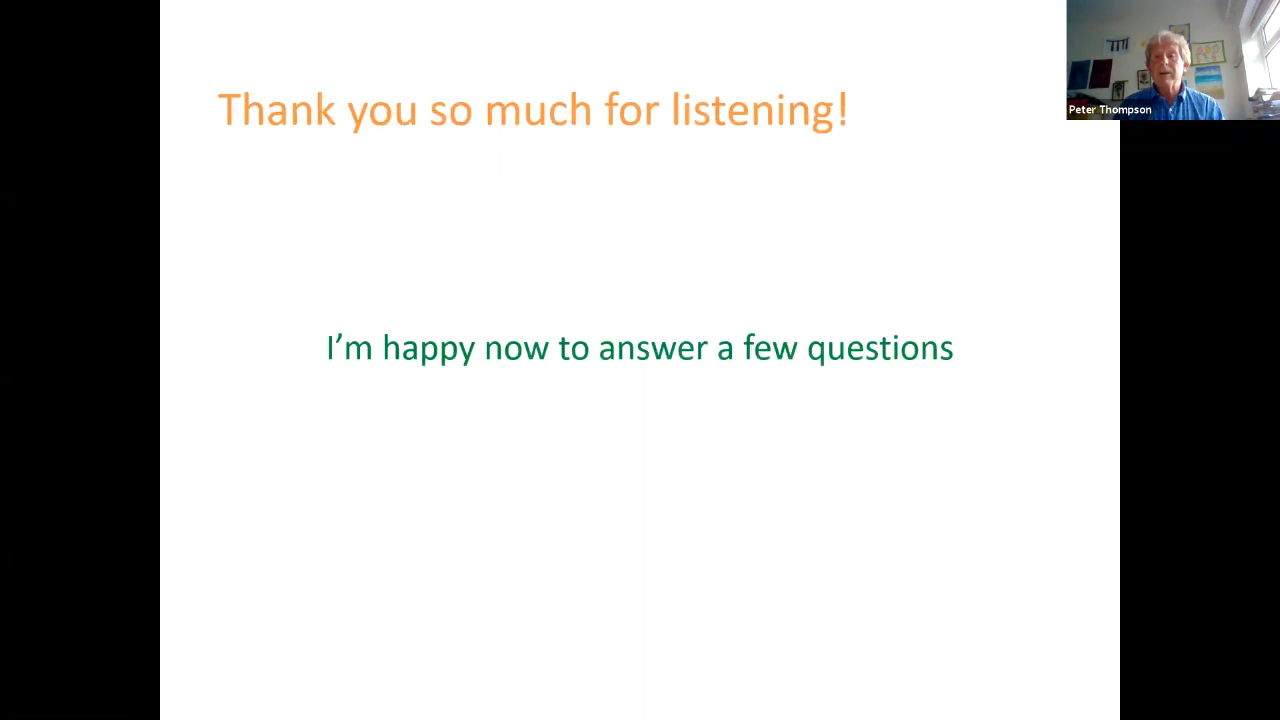 Thank you so much for listening!
Peter Thompson
I’m happy now to answer a few questions